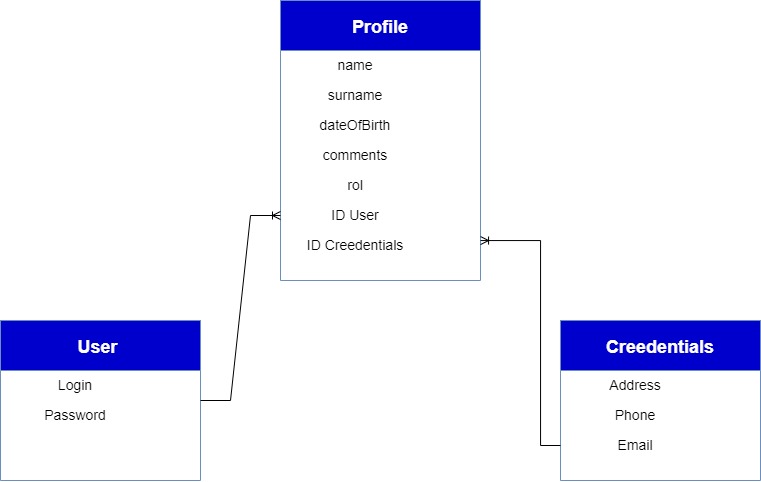 Profile
name
surname
dateOfBirth
comments
rol
ID User
ID Creedentials
User
Login
Password
Creedentials
Address
Phone
Email